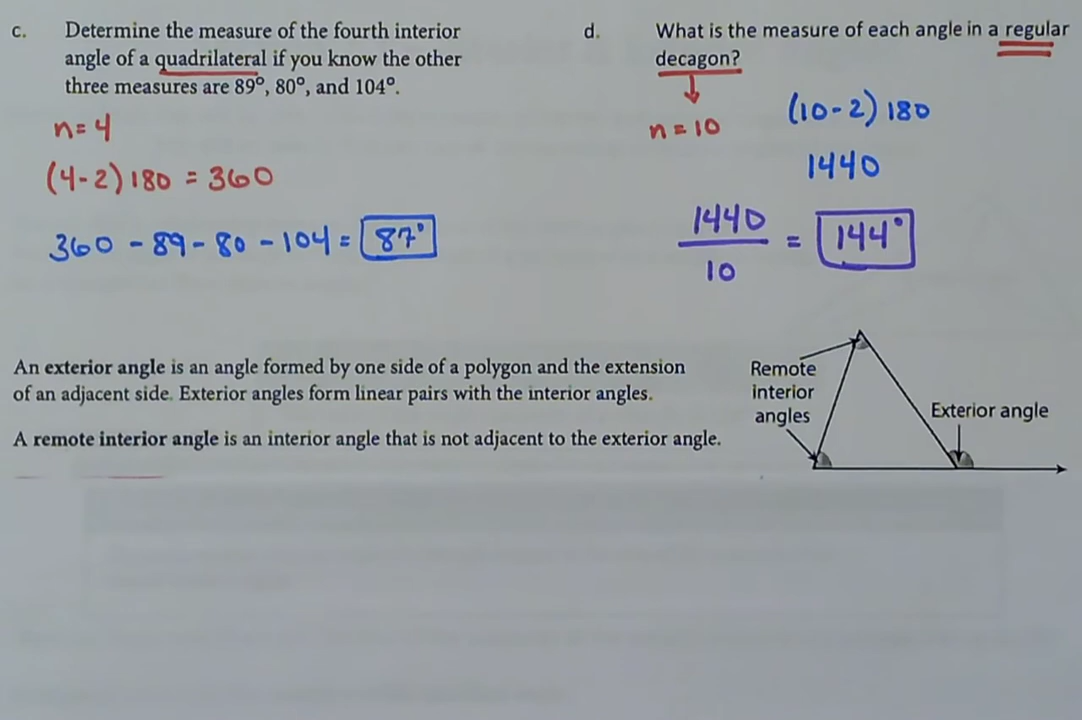 c. Determine the measure of the fourth interior
angle of a quadrilateral if you know the other
three measures are 89°, 80°, and 104°.
n = 4
(4-2) 180 = 360
360 - 89 - 80 - 104 = 87°
d. What is the measure of each angle in a regular
decagon?
n = 10
(10-2) 180
1440
1440
10
= 144°
An exterior angle is an angle formed by one side of a polygon and the extension
of an adjacent side. Exterior angles form linear pairs with the interior angles.
A remote interior angle is an interior angle that is not adjacent to the exterior angle.
Remote
interior
angles
Exterior angle